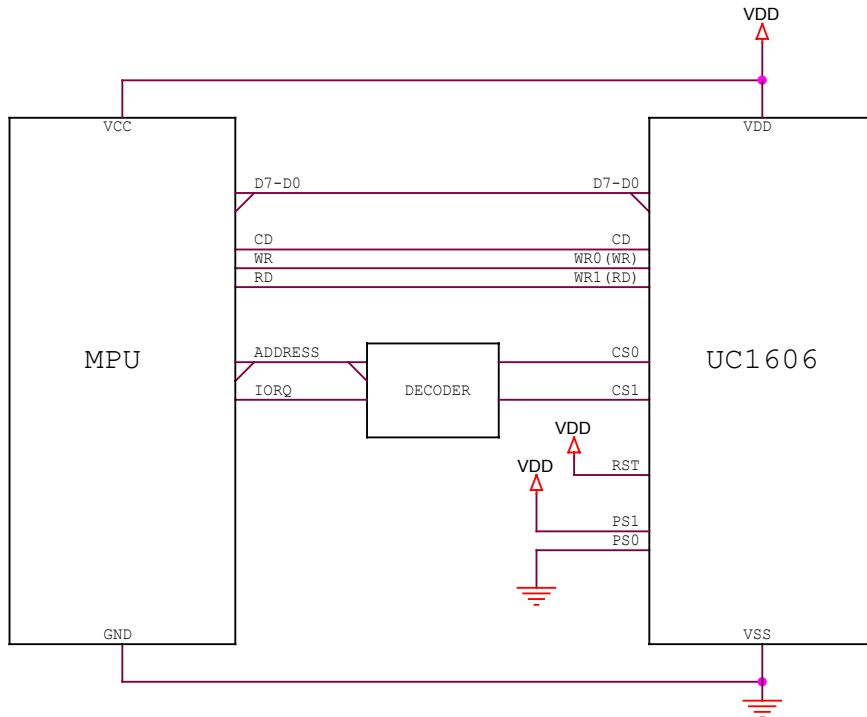 VDD
VCC
VDD
D7-D0
D7-D0
CD
CD
WR
WR0(WR)
RD
WR1(RD)
MPU
ADDRESS
CS0
UC1606
IORQ
DECODER
CS1
VDD
VDD
RST
PS1
PS0
GND
VSS